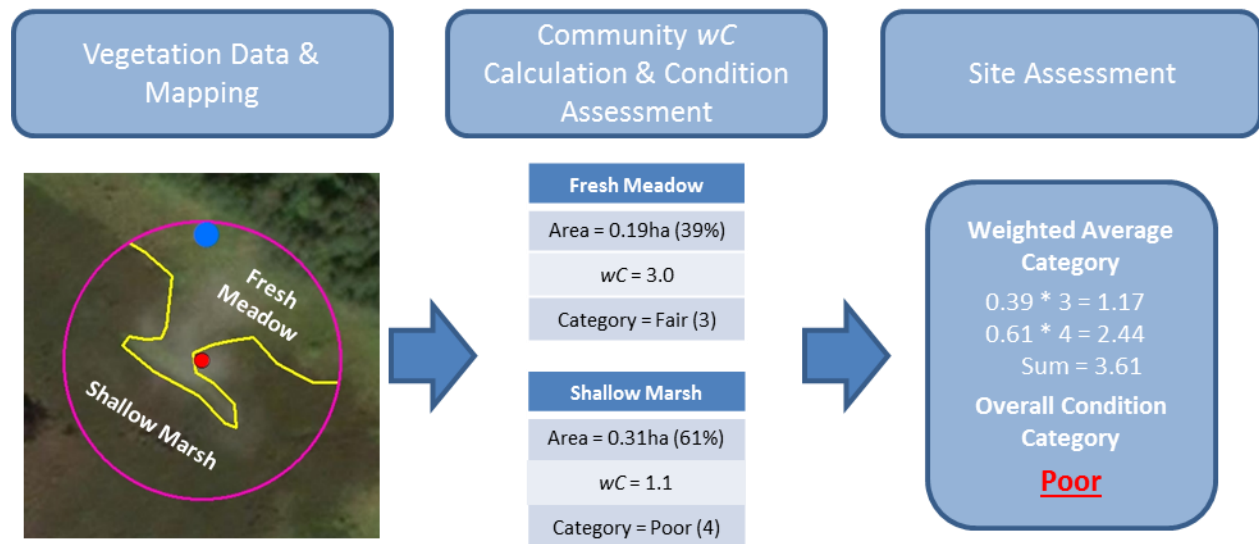 Vegetation Data &
Mapping
Community wC
Calculation & Condition
Assessment
Site Assessment
Fresh
Meadow
Shallow Marsh
Fresh Meadow
Area = 0.19ha (39%)
wC = 3.0
Category = Fair (3)
Shallow Marsh
Area = 0.31ha (61%)
wC = 1.1
Category = Poor (4)
Weighted Average
Category
0.39 * 3 = 1.17
0.61 * 4 = 2.44
Sum = 3.61
Overall Condition
Category
Poor